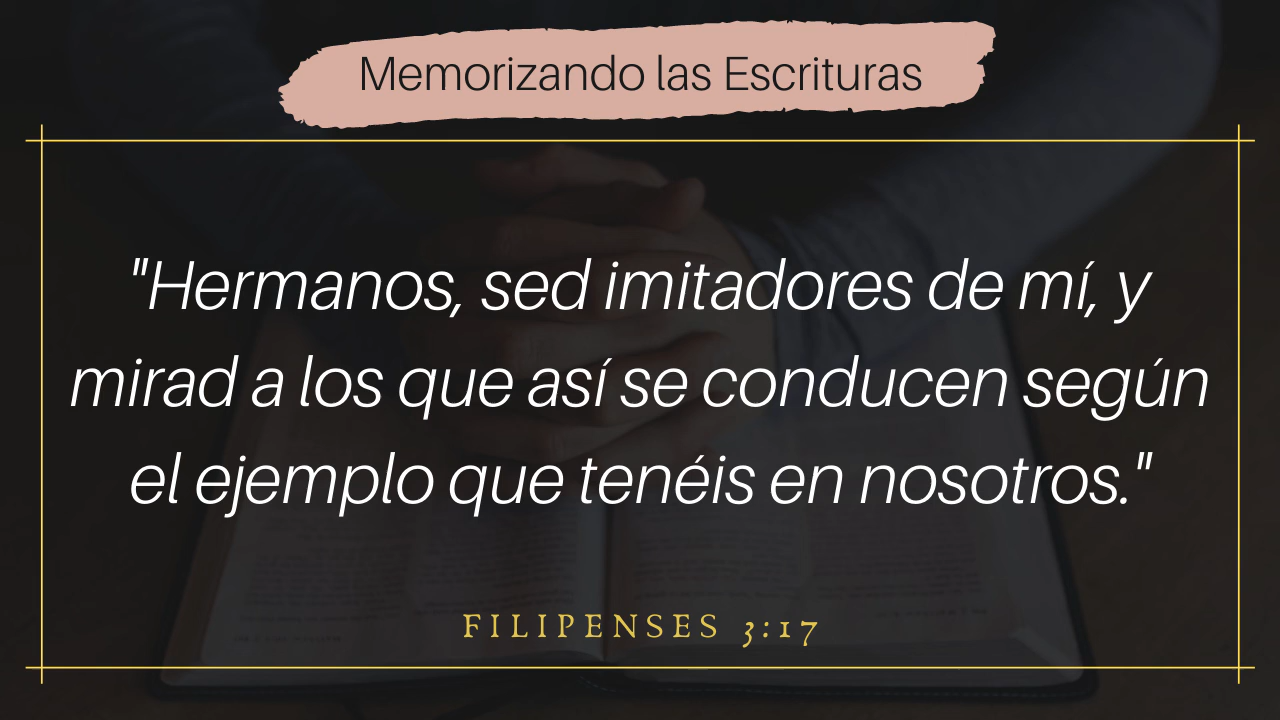 Memorizando las Escrituras
"Hermanos, sed imitadores de mí, y
mirad a los que así se conducen según
el ejemplo que tenéis en nosotros."
FILIPENSES 3:17